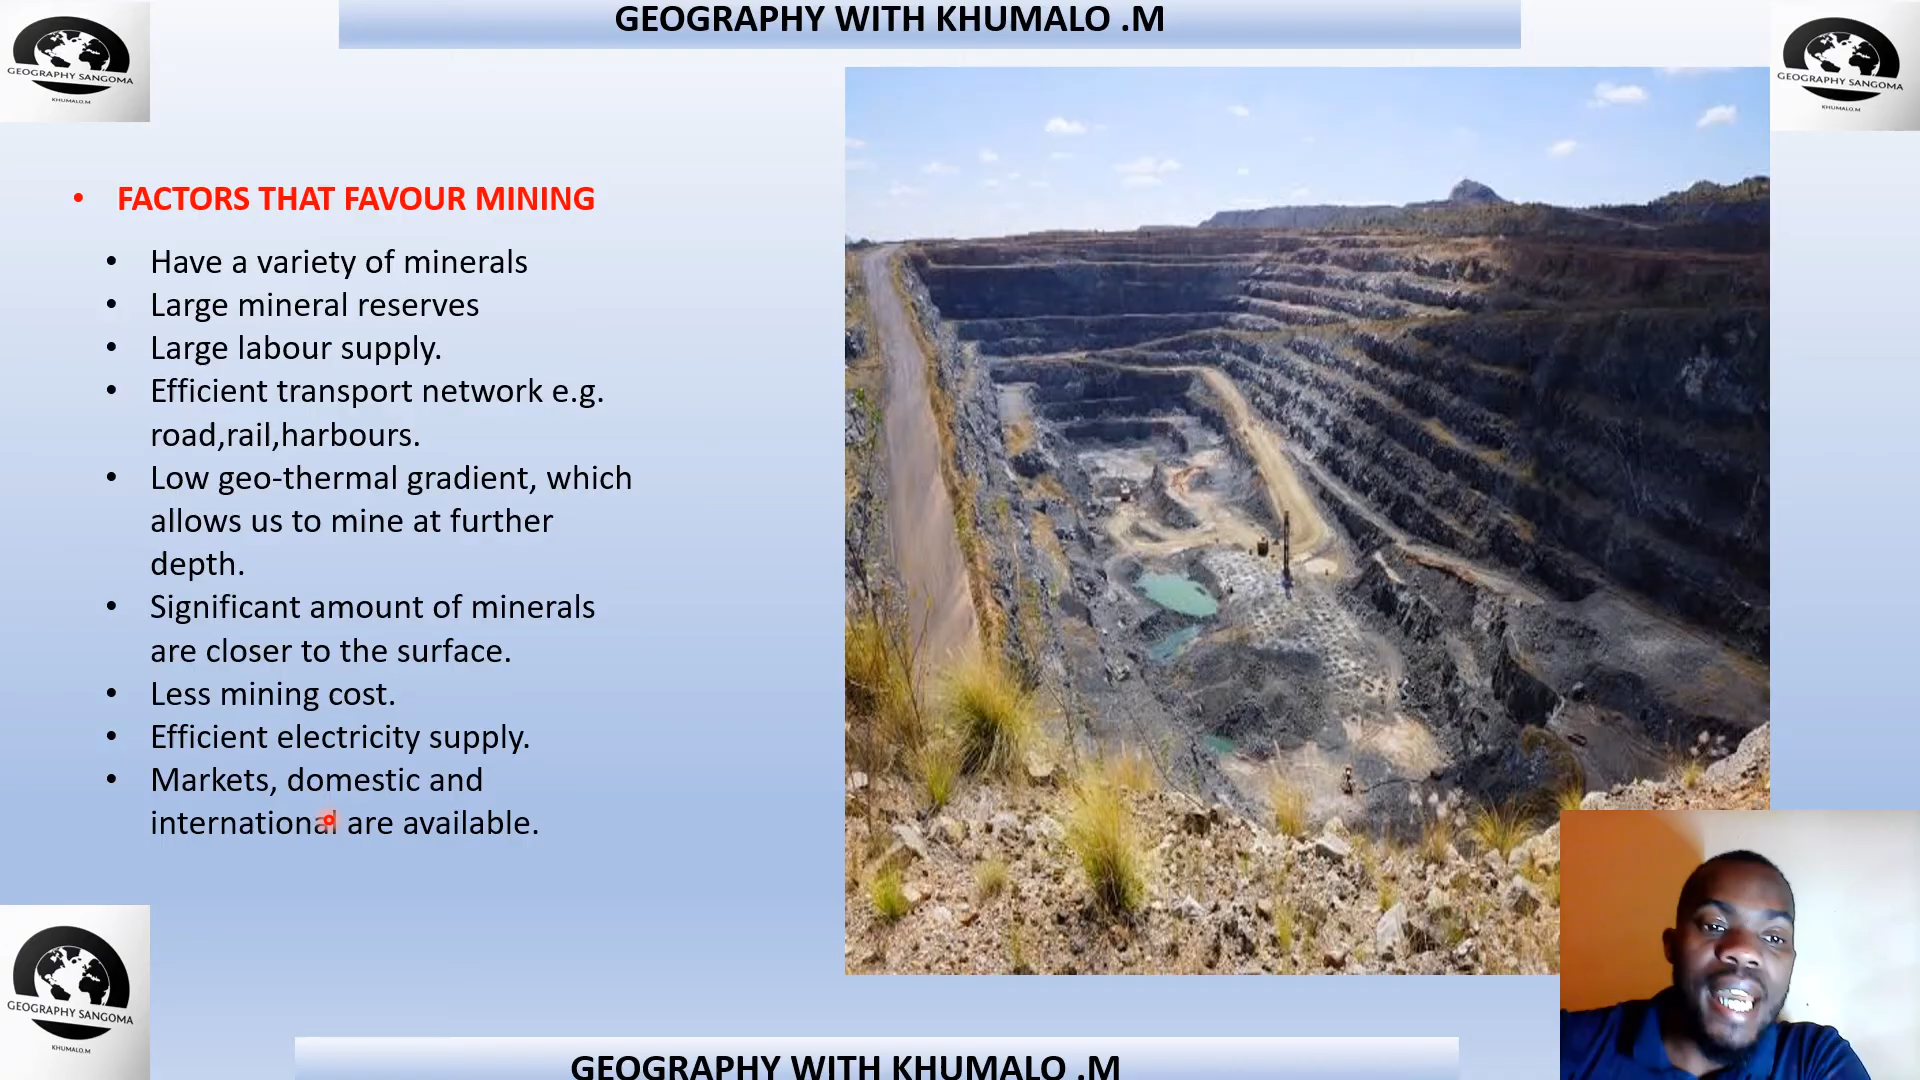 GEOGRAPHY WITH KHUMALO .M
GEOGRAPHY SANGOMA
KHUMALO.M
GEOGRAPHY SANGOMA
KHUMALO.M
• FACTORS THAT FAVOUR MINING
• Have a variety of minerals
• Large mineral reserves
• Large labour supply.
• Efficient transport network e.g.
road,rail,harbours.
• Low geo-thermal gradient, which
allows us to mine at further
depth.
• Significant amount of minerals
are closer to the surface.
• Less mining cost.
• Efficient electricity supply.
• Markets, domestic and
international are available.
GEOGRAPHY SANGOMA
KHUMALO.M
GEOGRAPHY WITH KHUMALO .M